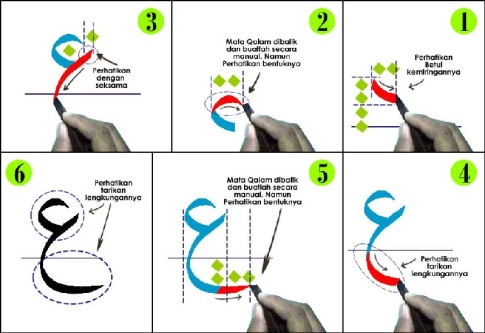 1
Perhatikan
Betul
kemiringannya
2
Mata Qalam dibalik
dan buatlah secara
manual. Namun
Perhatikan bentuknya
3
Perhatikan
dengan
seksama
4
Perhatikan
tarikan
lengkungannya
5
Mata Qalam dibalik
dan buatlah secara
manual. Namun
Perhatikan bentuknya
6
Perhatikan
tarikan
lengkungannya
ع